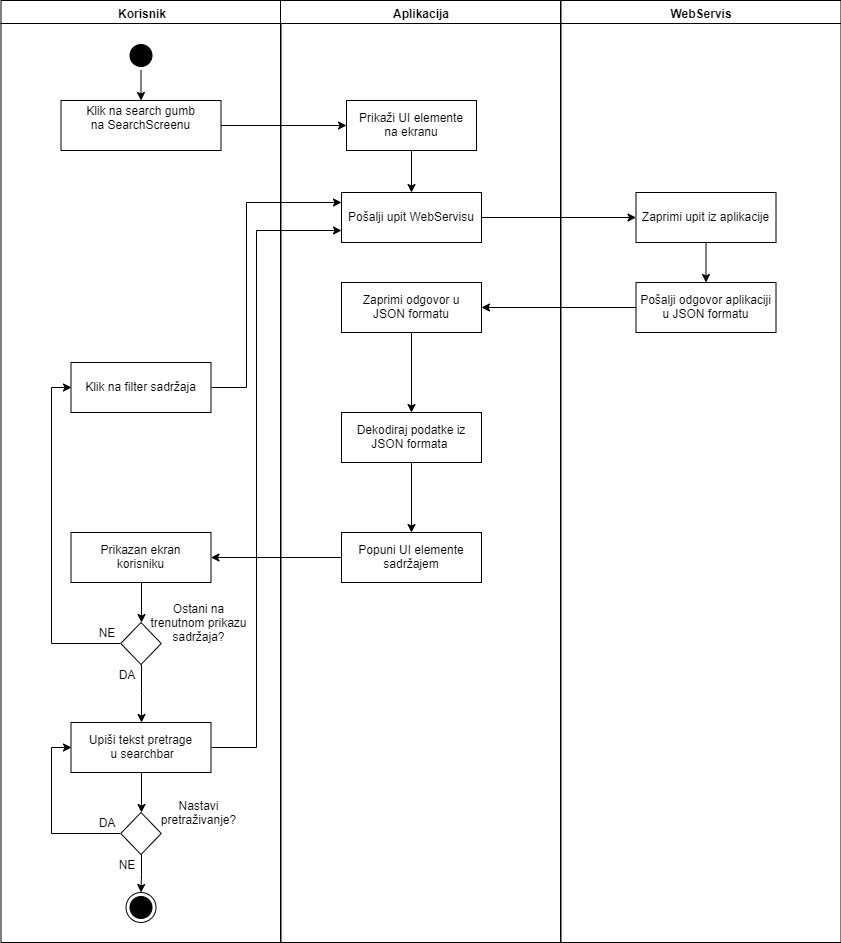 Korisnik
Aplikacija
WebServis
Klik na search gumb
na SearchScreenu
Prikaži UI elemente
na ekranu
Pošalji upit WebServisu
Zaprimi upit iz aplikacije
Zaprimi odgovor u
JSON formatu
Pošalji odgovor aplikaciji
u JSON formatu
Klik na filter sadržaja
Dekodiraj podatke iz
JSON formata
Prikazan ekran
korisniku
Popuni UI elemente
sadržajem
Ostani na
trenutnom prikazu
sadržaja?
NE
DA
Upiši tekst pretrage
u searchbar
Nastavi
pretraživanje?
DA
NE